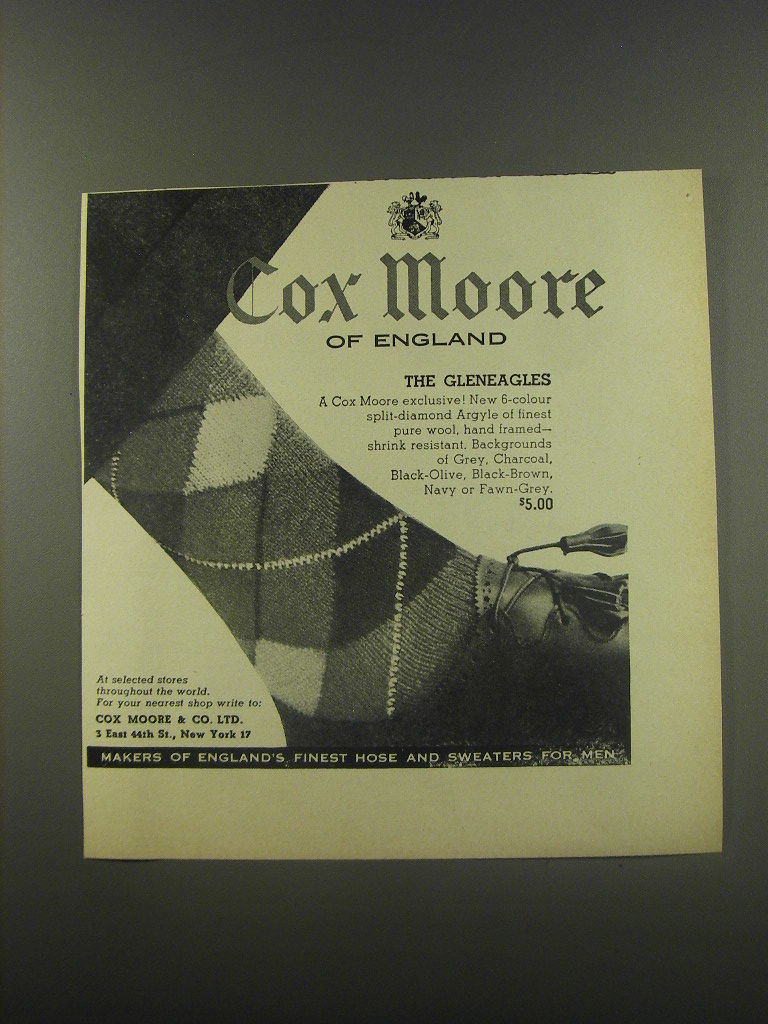 Cox Moore
OF ENGLAND
THE GLENEAGLES
A Cox Moore exclusive! New 6-colour
split-diamond Argyle of finest
pure wool, hand framed—
shrink resistant. Backgrounds
of Grey, Charcoal,
Black-Olive, Black-Brown,
Navy or Fawn-Grey.
$5.00
At selected stores
throughout the world.
For your nearest shop write to:
COX MOORE & CO. LTD.
3 East 44th St., New York 17
MAKERS OF ENGLAND'S FINEST HOSE AND SWEATERS FOR MEN